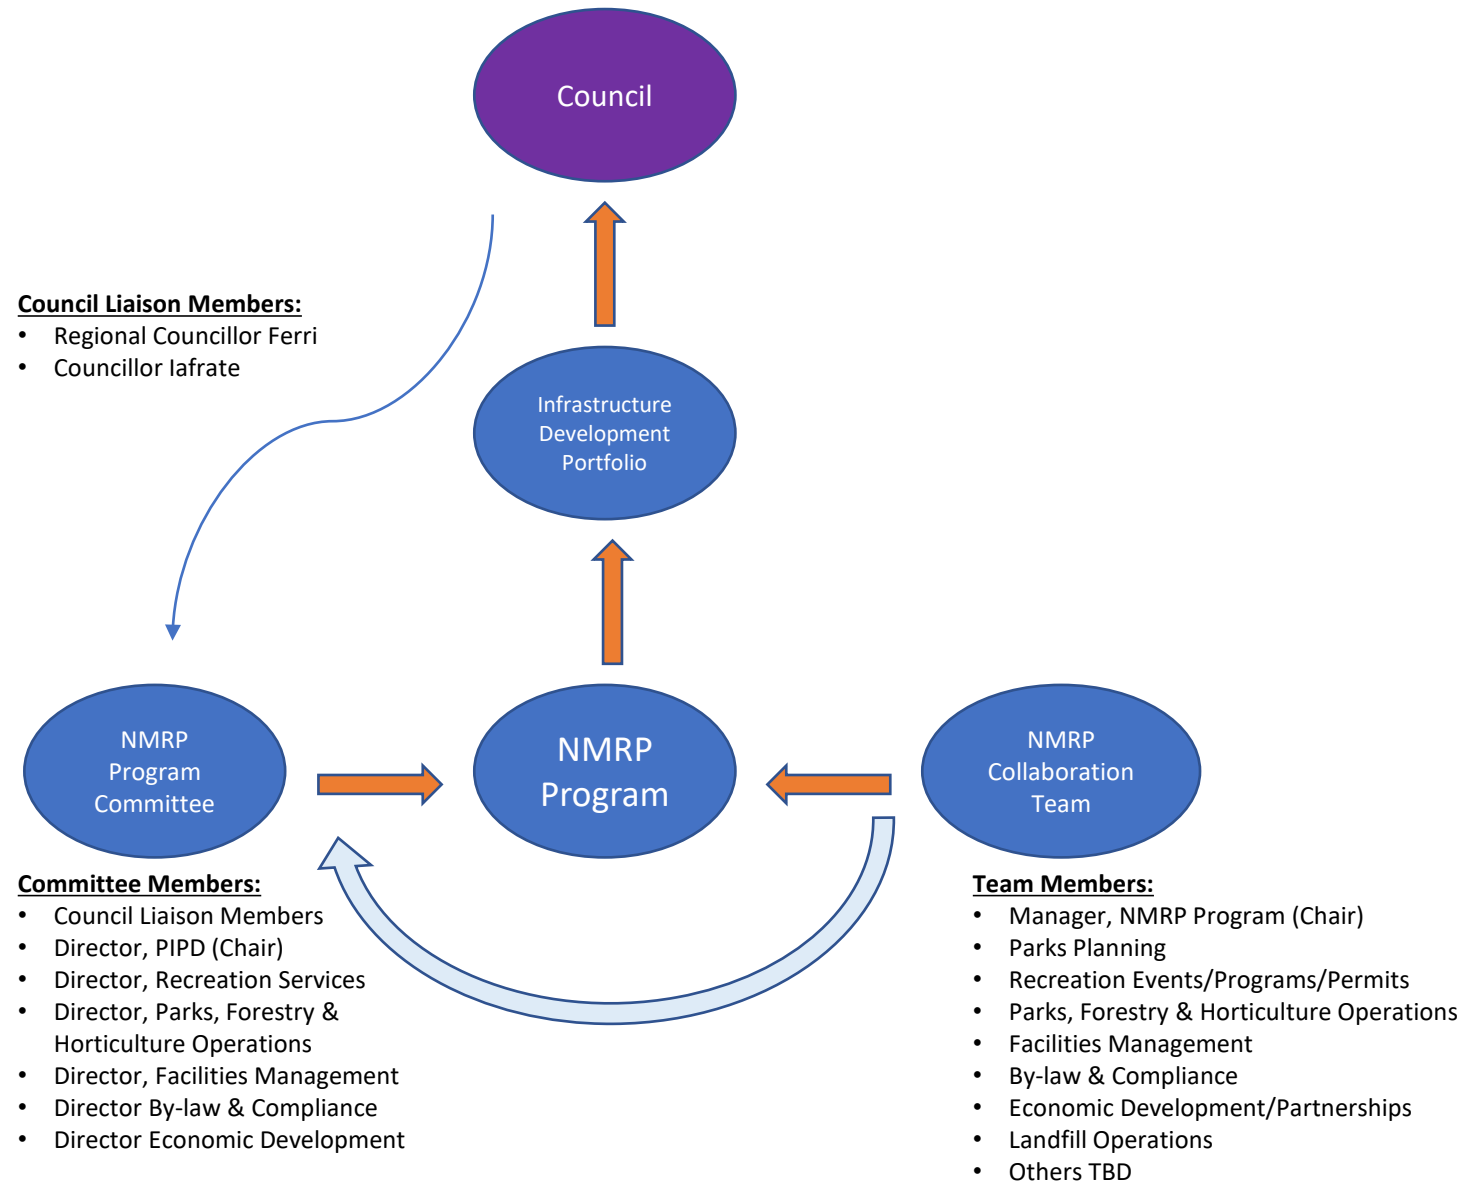 Council
Council Liaison Members:
• Regional Councillor Ferri
• Councillor Iafrate
Infrastructure
Development
Portfolio
NMRP
Program
Committee
NMRP
Program
NMRP
Collaboration
Team
Committee Members:
• Council Liaison Members
• Director, PIPD (Chair)
• Director, Recreation Services
• Director, Parks, Forestry &
Horticulture Operations
• Director, Facilities Management
• Director By-law & Compliance
• Director Economic Development
Team Members:
• Manager, NMRP Program (Chair)
• Parks Planning
• Recreation Events/Programs/Permits
• Parks, Forestry & Horticulture Operations
• Facilities Management
• By-law & Compliance
• Economic Development/Partnerships
• Landfill Operations
• Others TBD